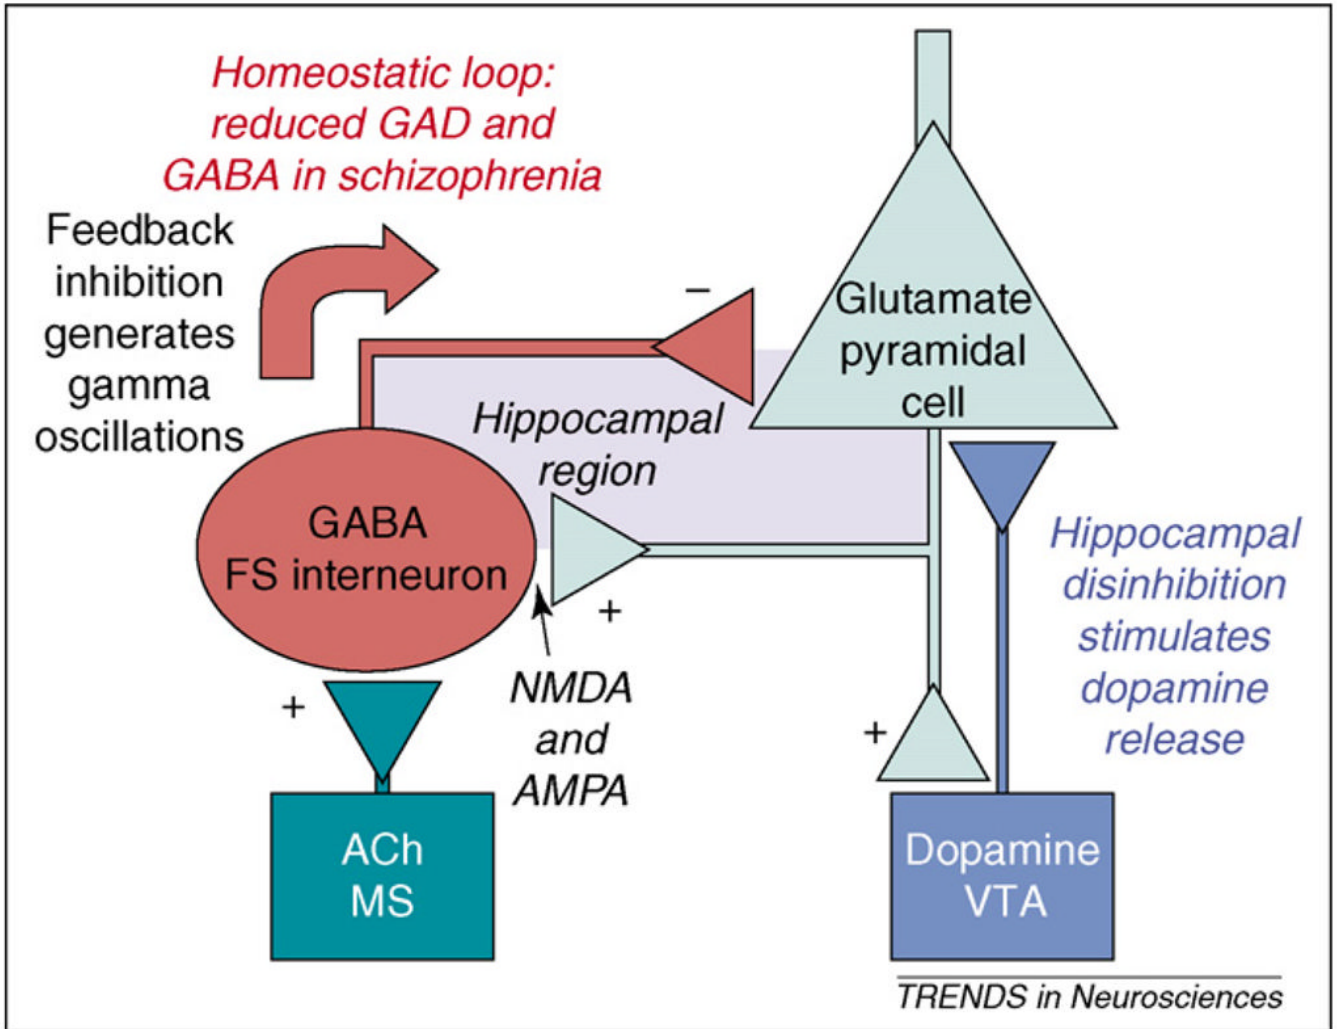 Homeostatic loop:
reduced GAD and
GABA in schizophrenia
Feedback
inhibition
generates
gamma
oscillations
–
Glutamate
pyramidal
cell
Hippocampal
region
GABA
FS interneuron
+
NMDA
and
AMPA
Hippocampal
disinhibition
stimulates
dopamine
release
+
+
ACh
MS
Dopamine
VTA
TRENDS in Neurosciences